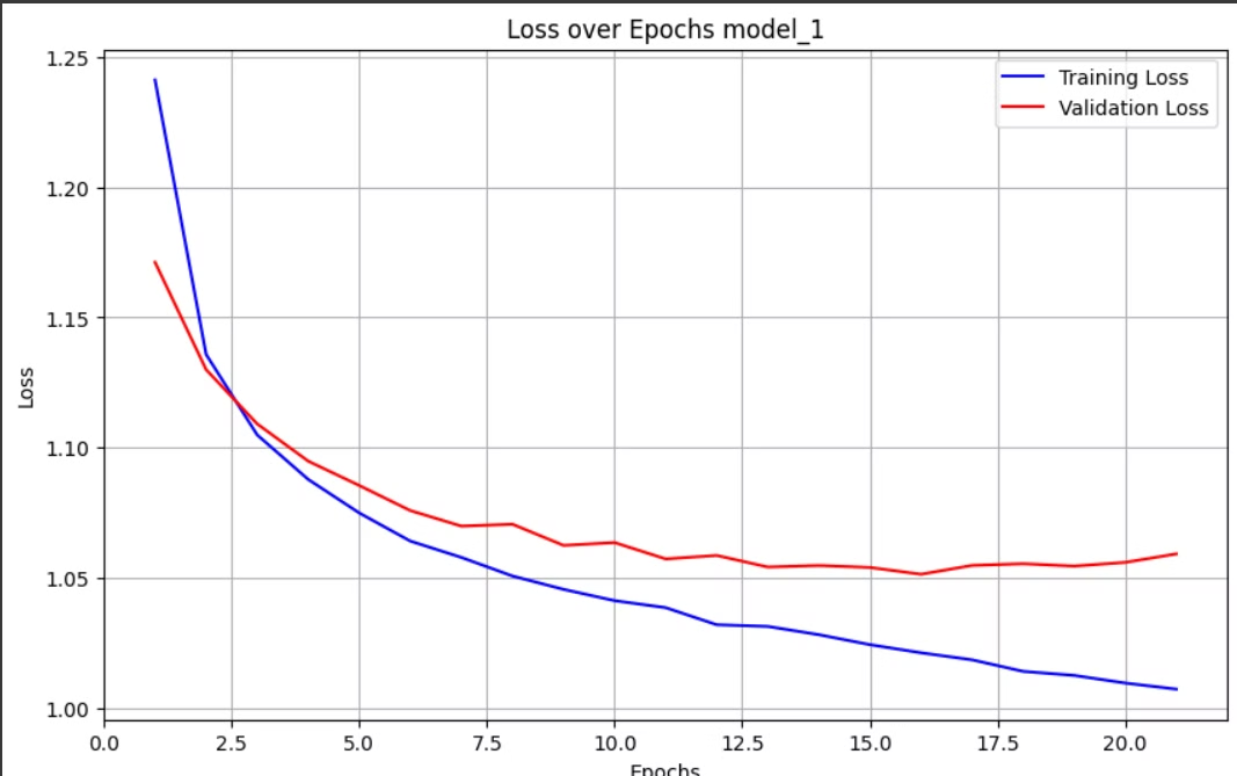 Loss over Epochs model_1
Training Loss
Validation Loss
1.25
1.20
1.15
1.10
1.05
1.00
Loss
0.0 2.5 5.0 7.5 10.0 12.5 15.0 17.5 20.0
Epochs